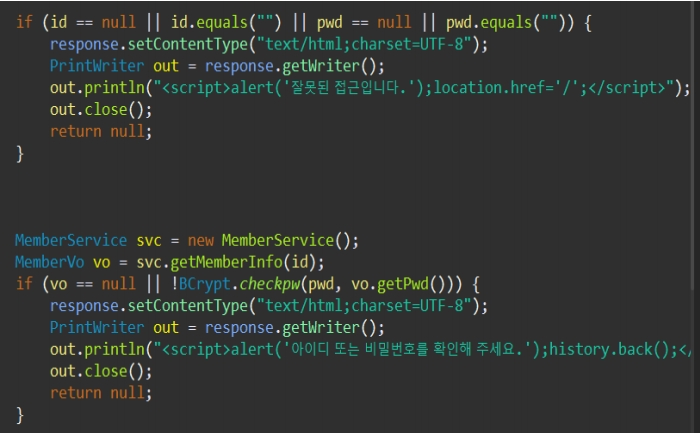 if (id == null || id.equals("") || pwd == null || pwd.equals("")) {
    response.setContentType("text/html;charset=UTF-8");
    PrintWriter out = response.getWriter();
    out.println("<script>alert('잘못된 접근입니다.');location.href='/';</script>");
    out.close();
    return null;
}
MemberService svc = new MemberService();
MemberVo vo = svc.getMemberInfo(id);
if (vo == null || !BCrypt.checkpw(pwd, vo.getPwd())) {
    response.setContentType("text/html;charset=UTF-8");
    PrintWriter out = response.getWriter();
    out.println("<script>alert('아이디 또는 비밀번호를 확인해 주세요.');history.back();</
    out.close();
    return null;
}